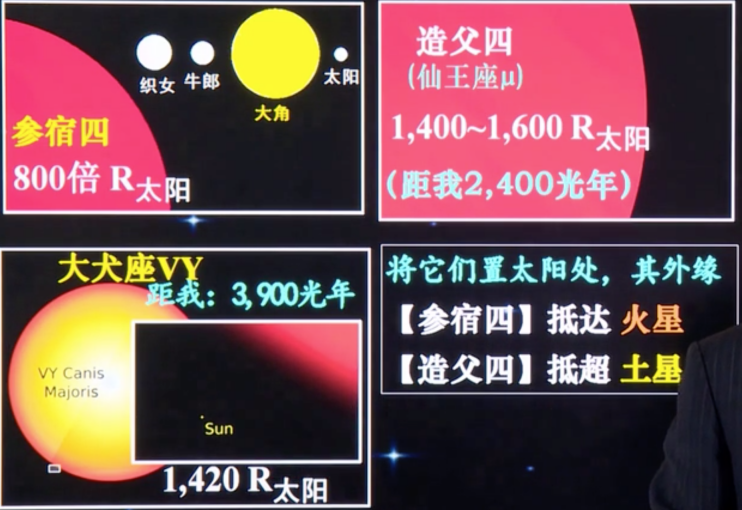 织女 牛郎 大角 太阳
参宿四
800倍 R太阳
造父四
(仙王座μ)
1,400~1,600 R太阳
(距我2,400光年)
大犬座VY
距我: 3,900光年
VY Canis
Majoris
Sun
1,420 R太阳
将它们置太阳处, 其外缘
【参宿四】抵达 火星
【造父四】抵超 土星